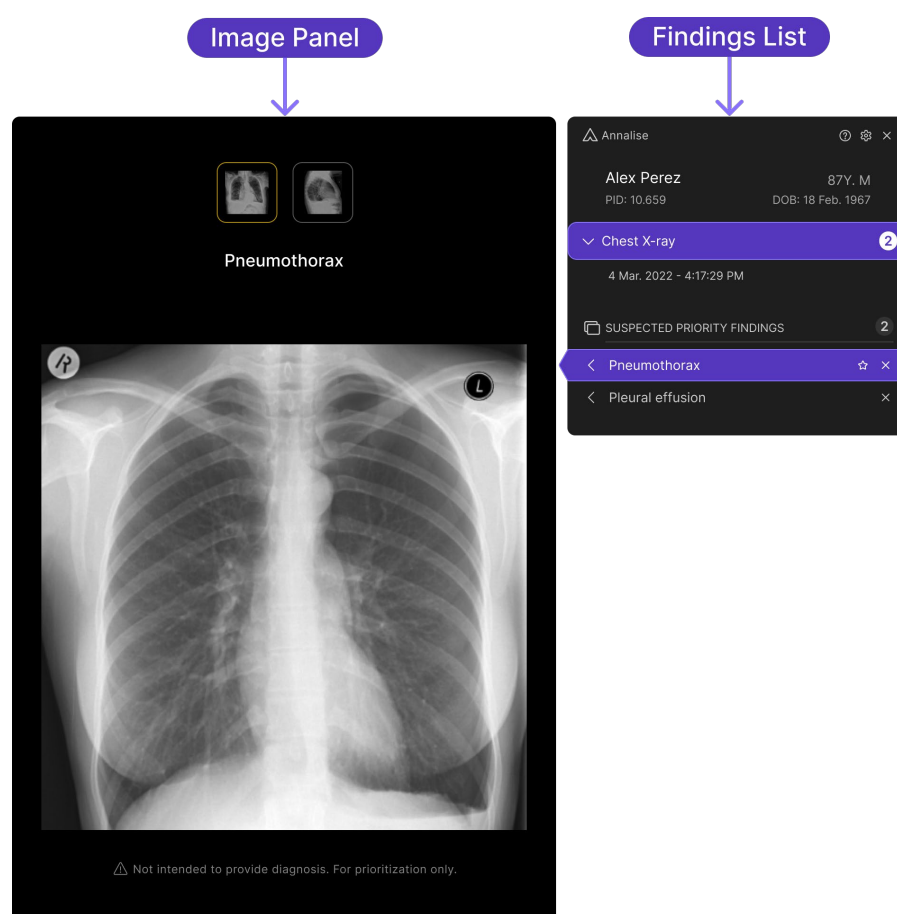 Image Panel
Findings List
Annalise
Alex Perez
87Y. M
PID: 10.659
DOB: 18 Feb. 1967
Chest X-ray
2
4 Mar. 2022 - 4:17:29 PM
SUSPECTED PRIORITY FINDINGS
2
Pneumothorax
Pleural effusion
Pneumothorax
R
L
Not intended to provide diagnosis. For prioritization only.